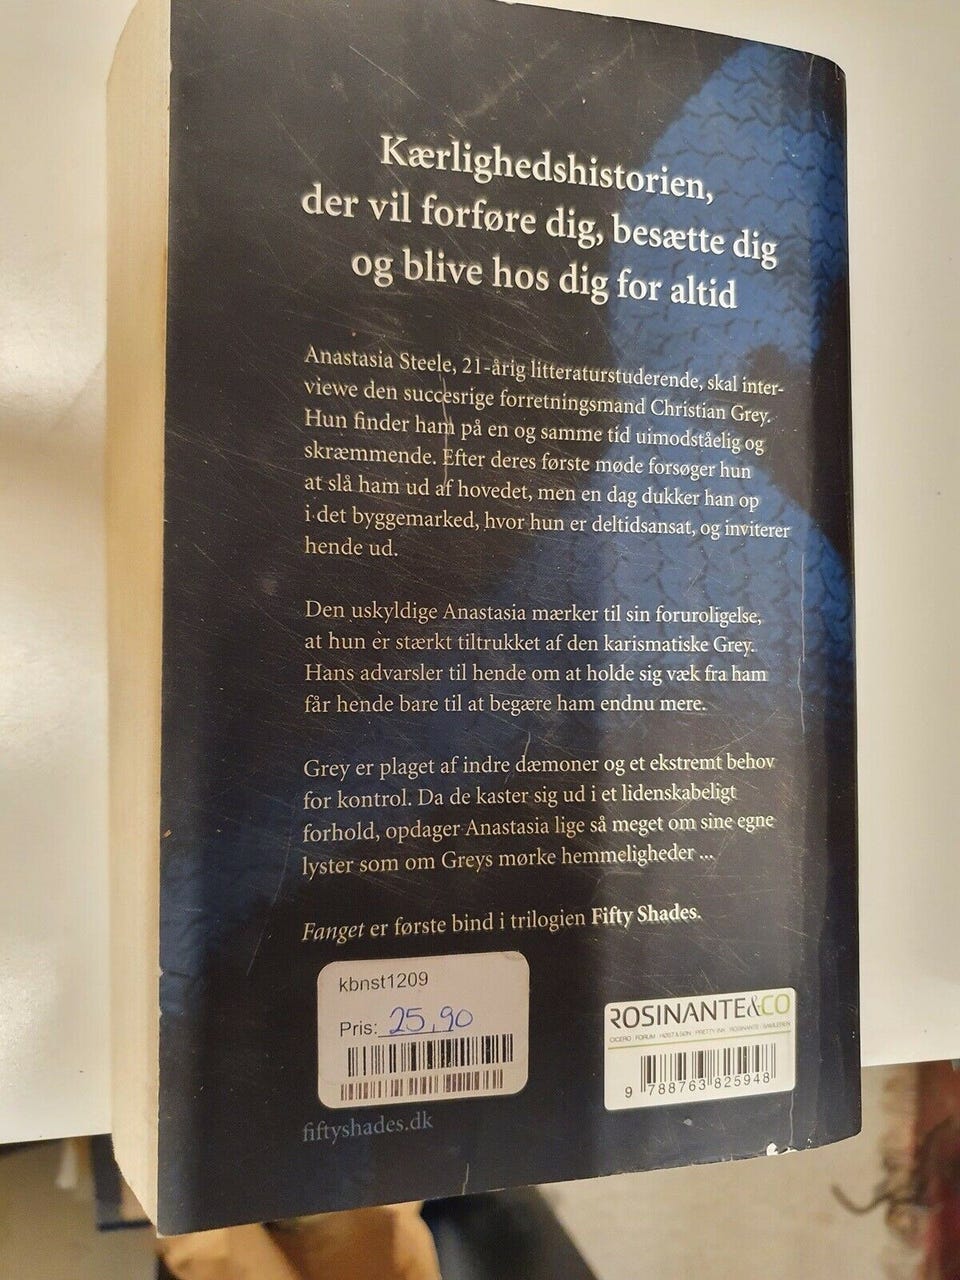 Kærlighedshistorien,
der vil forføre dig, besætte dig
og blive hos dig for altid
Anastasia Steele, 21-årig litteraturstuderende, skal inter-
viewe den succesrige forretningsmand Christian Grey.
Hun finder ham på en og samme tid uimodståelig og
skræmmende. Efter deres første møde forsøger hun
at slå ham ud af hovedet, men en dag dukker han op
i det byggemarked, hvor hun er deltidsansat, og inviterer
hende ud.
Den uskyldige Anastasia mærker til sin foruroligelse,
at hun er stærkt tiltrukket af den karismatiske Grey.
Hans advarsler til hende om at holde sig væk fra ham
får hende bare til at begære ham endnu mere.
Grey er plaget af indre dæmoner og et ekstremt behov
for kontrol. Da de kaster sig ud i et lidenskabeligt
forhold, opdager Anastasia lige så meget om sine egne
lyster som om Greys mørke hemmeligheder ...
Fanget er første bind i trilogien Fifty Shades.
kbnst1209
Pris: 25,90
ROSINANTE&CO
CICERO / FORUM / HØST & SØN / PRETTY INK / ROSINANTE / SAMLEREN
9 788763 825948
fiftyshades.dk